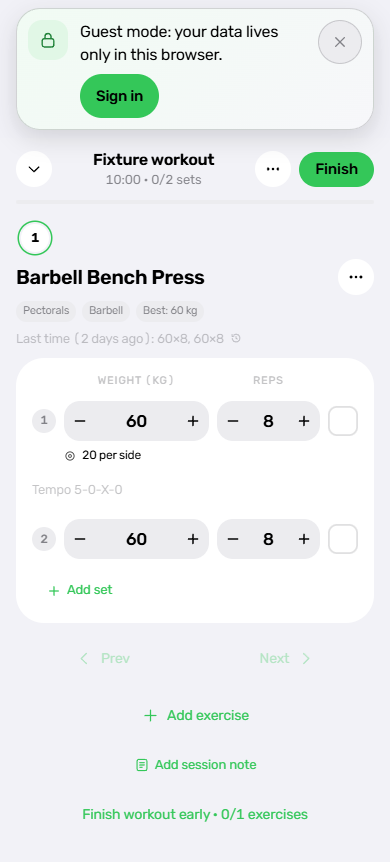 Guest mode: your data lives
only in this browser.
Sign in
Fixture workout
10:00 • 0/2 sets
Finish
1
Barbell Bench Press
Pectorals Barbell Best: 60 kg
Last time (2 days ago): 60×8, 60×8
WEIGHT (KG) REPS
1 − 60 + − 8 +
20 per side
Tempo 5-0-X-0
2 − 60 + − 8 +
+ Add set
Prev Next
+ Add exercise
Add session note
Finish workout early • 0/1 exercises